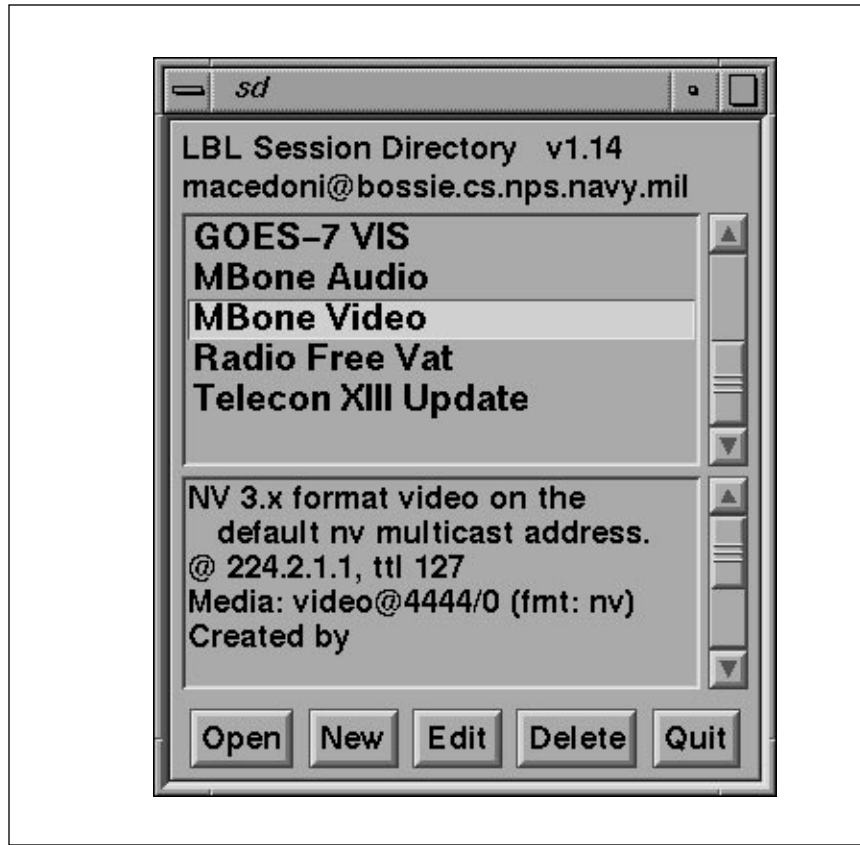 sd
LBL Session Directory v1.14
macedoni@bossie.cs.nps.navy.mil
GOES–7 VIS
MBone Audio
MBone Video
Radio Free Vat
Telecon XIII Update
NV 3.x format video on the
default nv multicast address.
@ 224.2.1.1, ttl 127
Media: video@4444/0 (fmt: nv)
Created by
Open New Edit Delete Quit